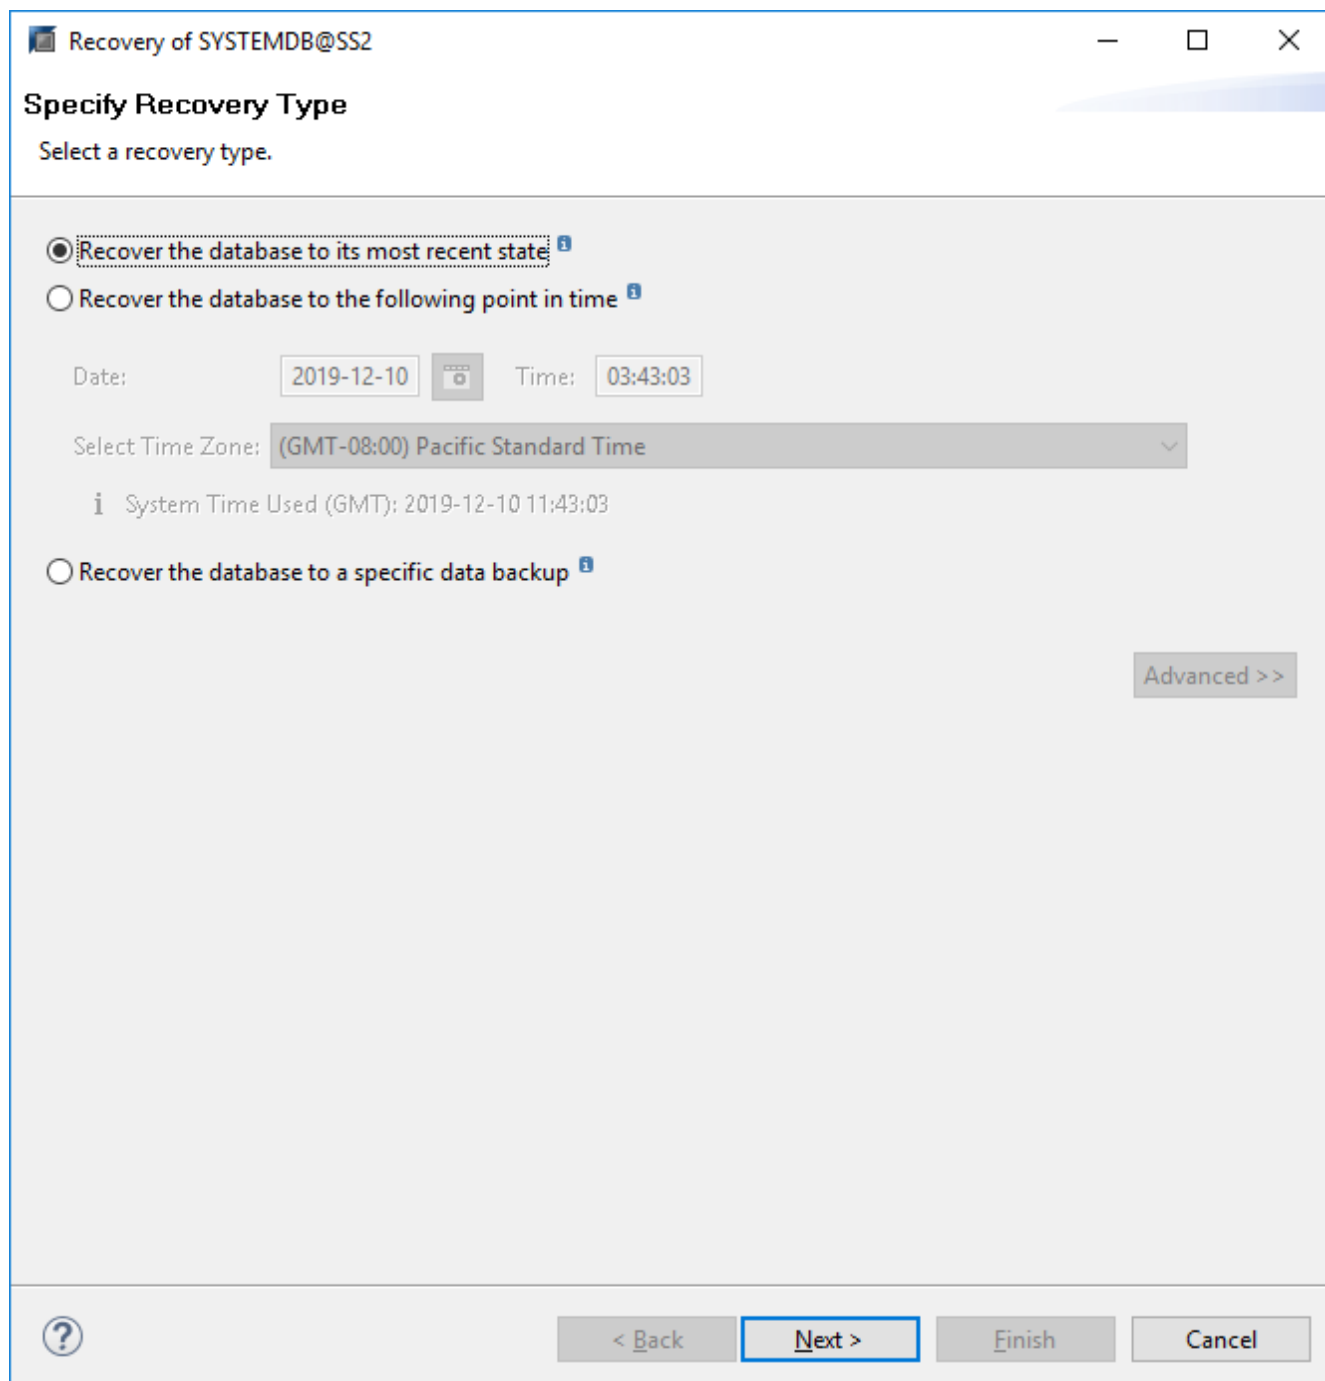 Recovery of SYSTEMDB@SS2
Specify Recovery Type
Select a recovery type.
Recover the database to its most recent state
Recover the database to the following point in time
Date: 2019-12-10 Time: 03:43:03
Select Time Zone: (GMT-08:00) Pacific Standard Time
System Time Used (GMT): 2019-12-10 11:43:03
Recover the database to a specific data backup
Advanced >>
< Back Next > Finish Cancel